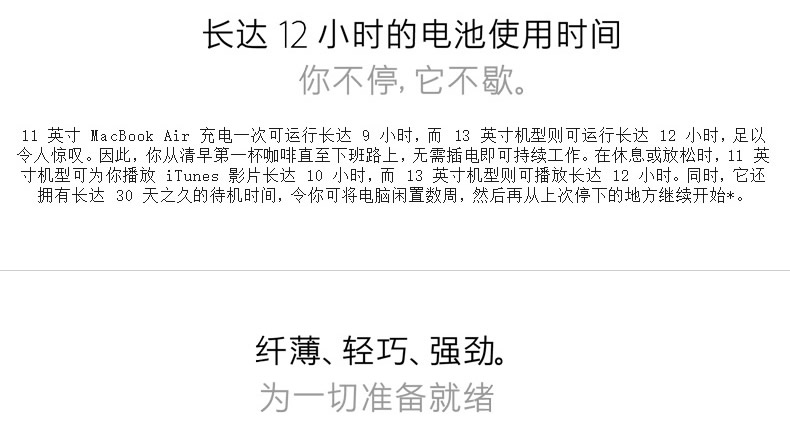 长达 12 小时的电池使用时间
你不停，它不歇。
11 英寸 MacBook Air 充电一次可运行长达 9 小时，而 13 英寸机型则可运行长达 12 小时，足以
令人惊叹。因此，你从清早第一杯咖啡直至下班路上，无需插电即可持续工作。在休息或放松时，11 英
寸机型可为你播放 iTunes 影片长达 10 小时，而 13 英寸机型则可播放长达 12 小时。同时，它还
拥有长达 30 天之久的待机时间，令你可将电脑闲置数周，然后再从上次停下的地方继续开始*。
纤薄、轻巧、强劲。
为一切准备就绪